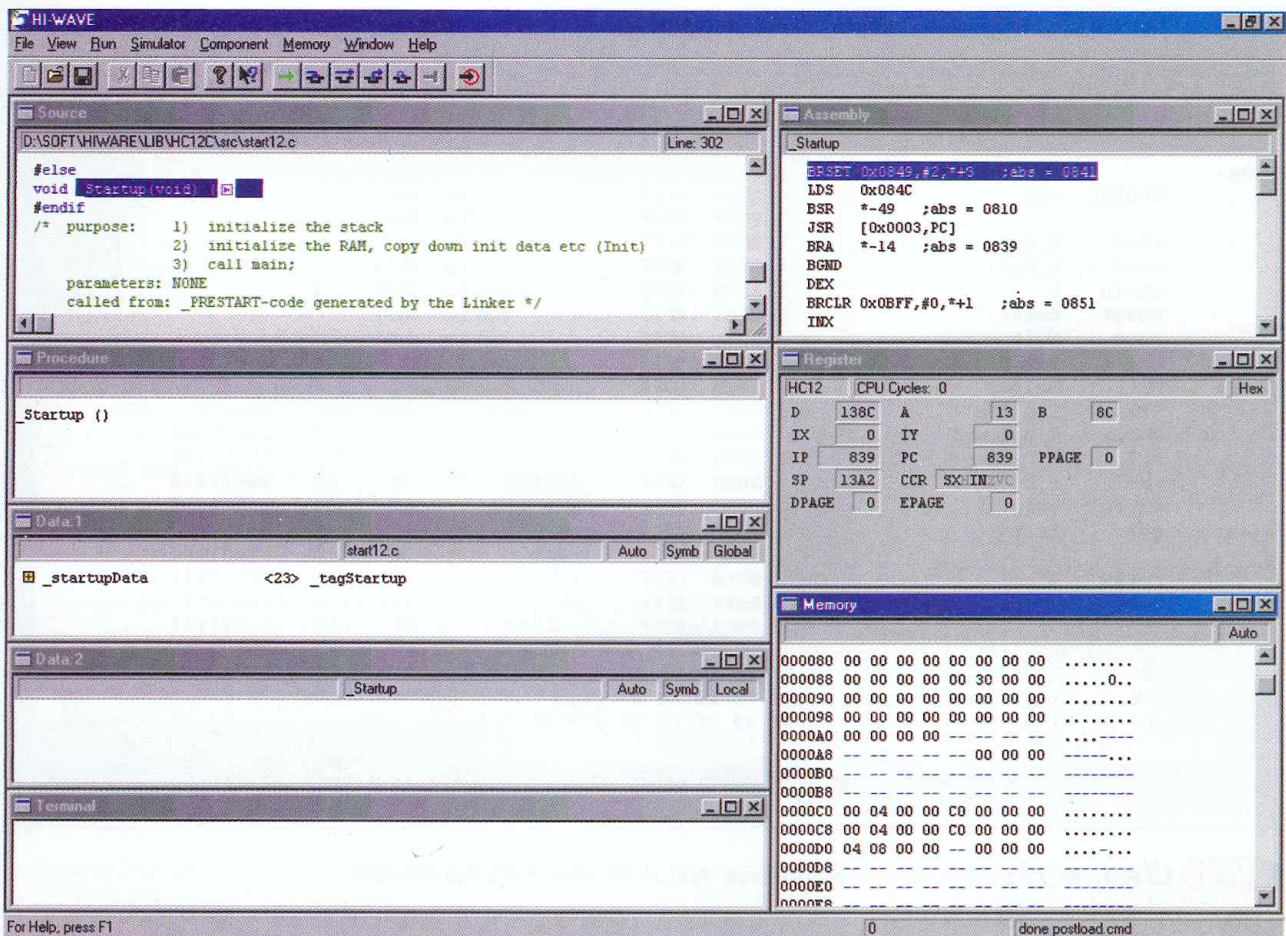 HI-WAVE
File View Run Simulator Component Memory Window Help
Source
D:\SOFT\HIWARE\LIB\HC12C\src\start12.c Line: 302
#else
void _Startup(void) {
#endif
/* purpose: 1) initialize the stack
2) initialize the RAM, copy down init data etc (Init)
3) call main;
parameters: NONE
called from: _PRESTART-code generated by the Linker */
Procedure
_Startup ()
Data:1
start12.c Auto Symb Global
_startupData <23> _tagStartup
Data:2
_Startup Auto Symb Local
Terminal
Assembly
_Startup
BRSET 0x0849,#2,*+8 ;abs = 0841
LDS 0x084C
BSR *-49 ;abs = 0810
JSR [0x0003,PC]
BRA *-14 ;abs = 0839
BGND
DEX
BRCLR 0x0BFF,#0,*+1 ;abs = 0851
INX
Register
HC12 CPU Cycles: 0 Hex
D 138C A 13 B 8C
IX 0 IY 0
IP 839 PC 839 PPAGE 0
SP 13A2 CCR SXHINZVC
DPAGE 0 EPAGE 0
Memory
Auto
000080 00 00 00 00 00 00 00 00 ........
000088 00 00 00 00 00 30 00 00 .....0..
000090 00 00 00 00 00 00 00 00 ........
000098 00 00 00 00 00 00 00 00 ........
0000A0 00 00 00 00 -- -- -- -- ....----
0000A8 -- -- -- -- -- 00 00 00 -----...
0000B0 -- -- -- -- -- -- -- -- --------
0000B8 -- -- -- -- -- -- -- -- --------
0000C0 00 04 00 00 C0 00 00 00 ........
0000C8 00 04 00 00 C0 00 00 00 ........
0000D0 04 08 00 00 -- 00 00 00 ....-...
0000D8 -- -- -- -- -- -- -- -- --------
0000E0 -- -- -- -- -- -- -- -- --------
0000E8 -- -- -- -- -- -- -- -- --------
For Help, press F1 0 done postload.cmd